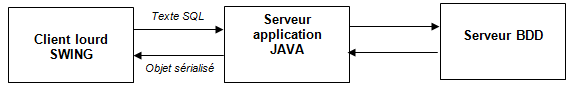 Client lourd
SWING
Texte SQL
Objet sérialisé
Serveur
application
JAVA
Serveur BDD